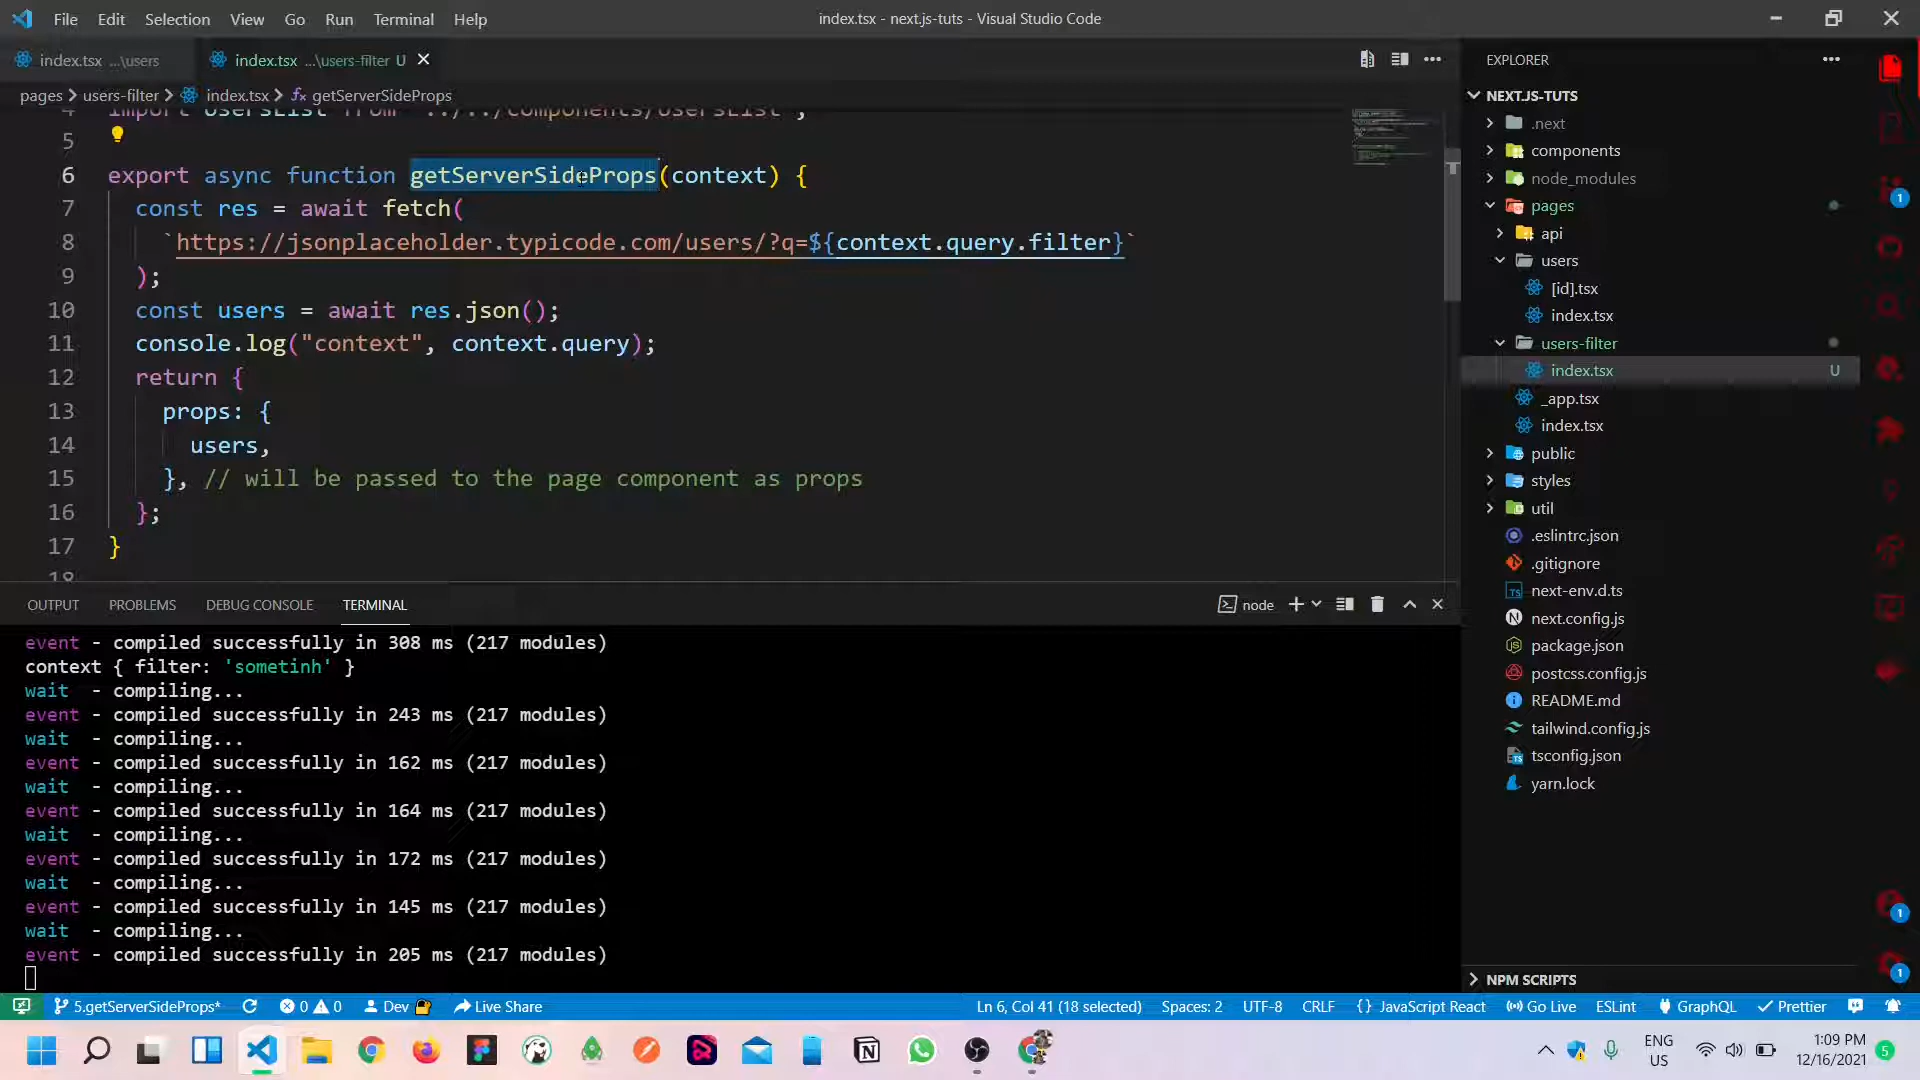 File Edit Selection View Go Run Terminal Help
index.tsx - next.js-tuts - Visual Studio Code
index.tsx ...\users
index.tsx ...\users-filter U
pages > users-filter > index.tsx > getServerSideProps
4 import UsersList from "../../components/UsersList";
5
6 export async function getServerSideProps(context) {
7 const res = await fetch(
8 `https://jsonplaceholder.typicode.com/users/?q=${context.query.filter}`
9 );
10 const users = await res.json();
11 console.log("context", context.query);
12 return {
13 props: {
14 users,
15 }, // will be passed to the page component as props
16 };
17 }
18
OUTPUT PROBLEMS DEBUG CONSOLE TERMINAL
node
event - compiled successfully in 308 ms (217 modules)
context { filter: 'sometinh' }
wait - compiling...
event - compiled successfully in 243 ms (217 modules)
wait - compiling...
event - compiled successfully in 162 ms (217 modules)
wait - compiling...
event - compiled successfully in 164 ms (217 modules)
wait - compiling...
event - compiled successfully in 172 ms (217 modules)
wait - compiling...
event - compiled successfully in 145 ms (217 modules)
wait - compiling...
event - compiled successfully in 205 ms (217 modules)
EXPLORER
NEXT.JS-TUTS
.next
components
node_modules
pages
api
users
[id].tsx
index.tsx
users-filter
index.tsx U
_app.tsx
index.tsx
public
styles
util
.eslintrc.json
.gitignore
next-env.d.ts
next.config.js
package.json
postcss.config.js
README.md
tailwind.config.js
tsconfig.json
yarn.lock
NPM SCRIPTS
1
1
1
5.getServerSideProps* 0 0 Dev Live Share
Ln 6, Col 41 (18 selected) Spaces: 2 UTF-8 CRLF {} JavaScript React Go Live ESLint GraphQL Prettier
ENG
US
1:09 PM
12/16/2021
5